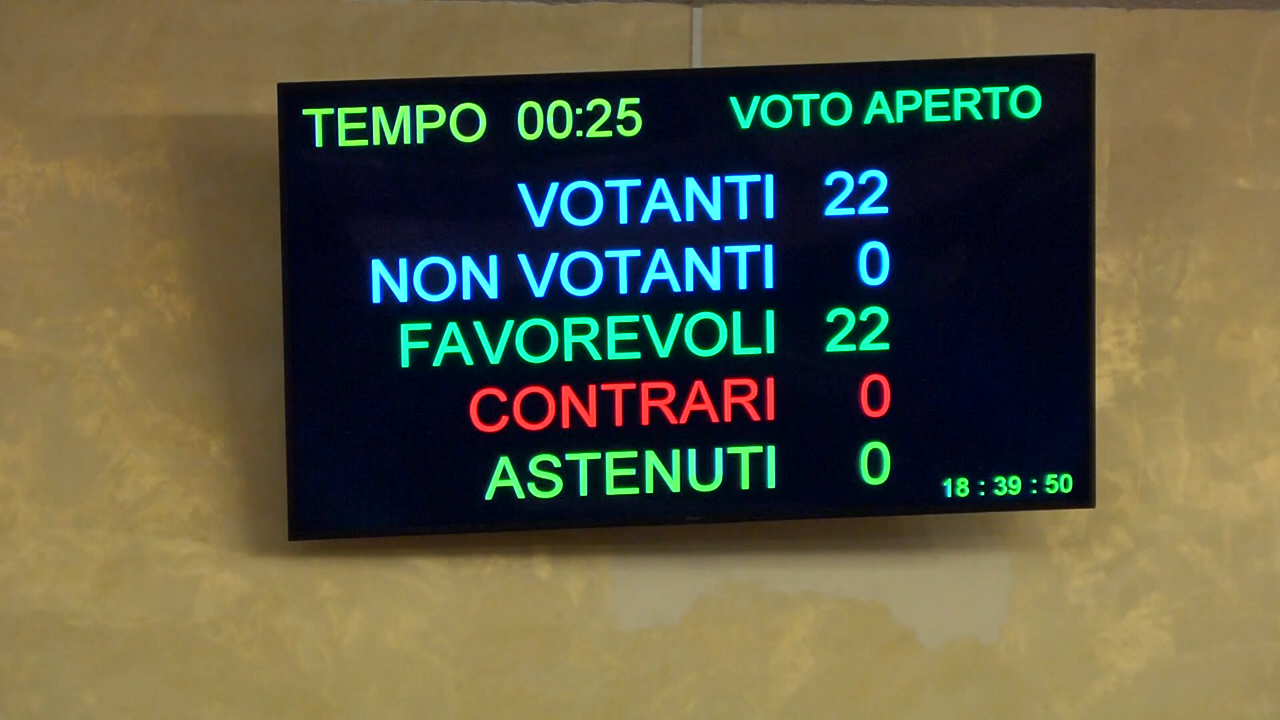 TEMPO 00:25 VOTO APERTO
VOTANTI 22
NON VOTANTI 0
FAVOREVOLI 22
CONTRARI 0
ASTENUTI 0
18 : 39 : 50